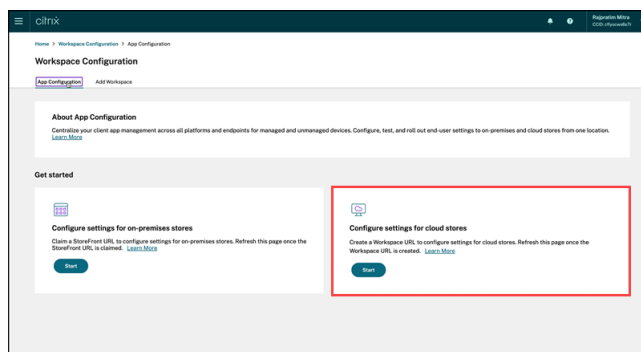 citrix
Rajpratim Mitra
Home > Workspace Configuration > App Configuration
Workspace Configuration
App Configuration Add Workspace
About App Configuration
Centralize your client app management across all platforms and endpoints for managed and unmanaged devices. Configure, test, and roll out end-user settings to on-premises and cloud stores from one location.
Learn More
Get started
Configure settings for on-premises stores
Claim a StoreFront URL to configure settings for on-premises stores. Refresh this page once the
StoreFront URL is claimed. Learn More
Start
Configure settings for cloud stores
Create a Workspace URL to configure settings for cloud stores. Refresh this page once the
Workspace URL is created. Learn More
Start